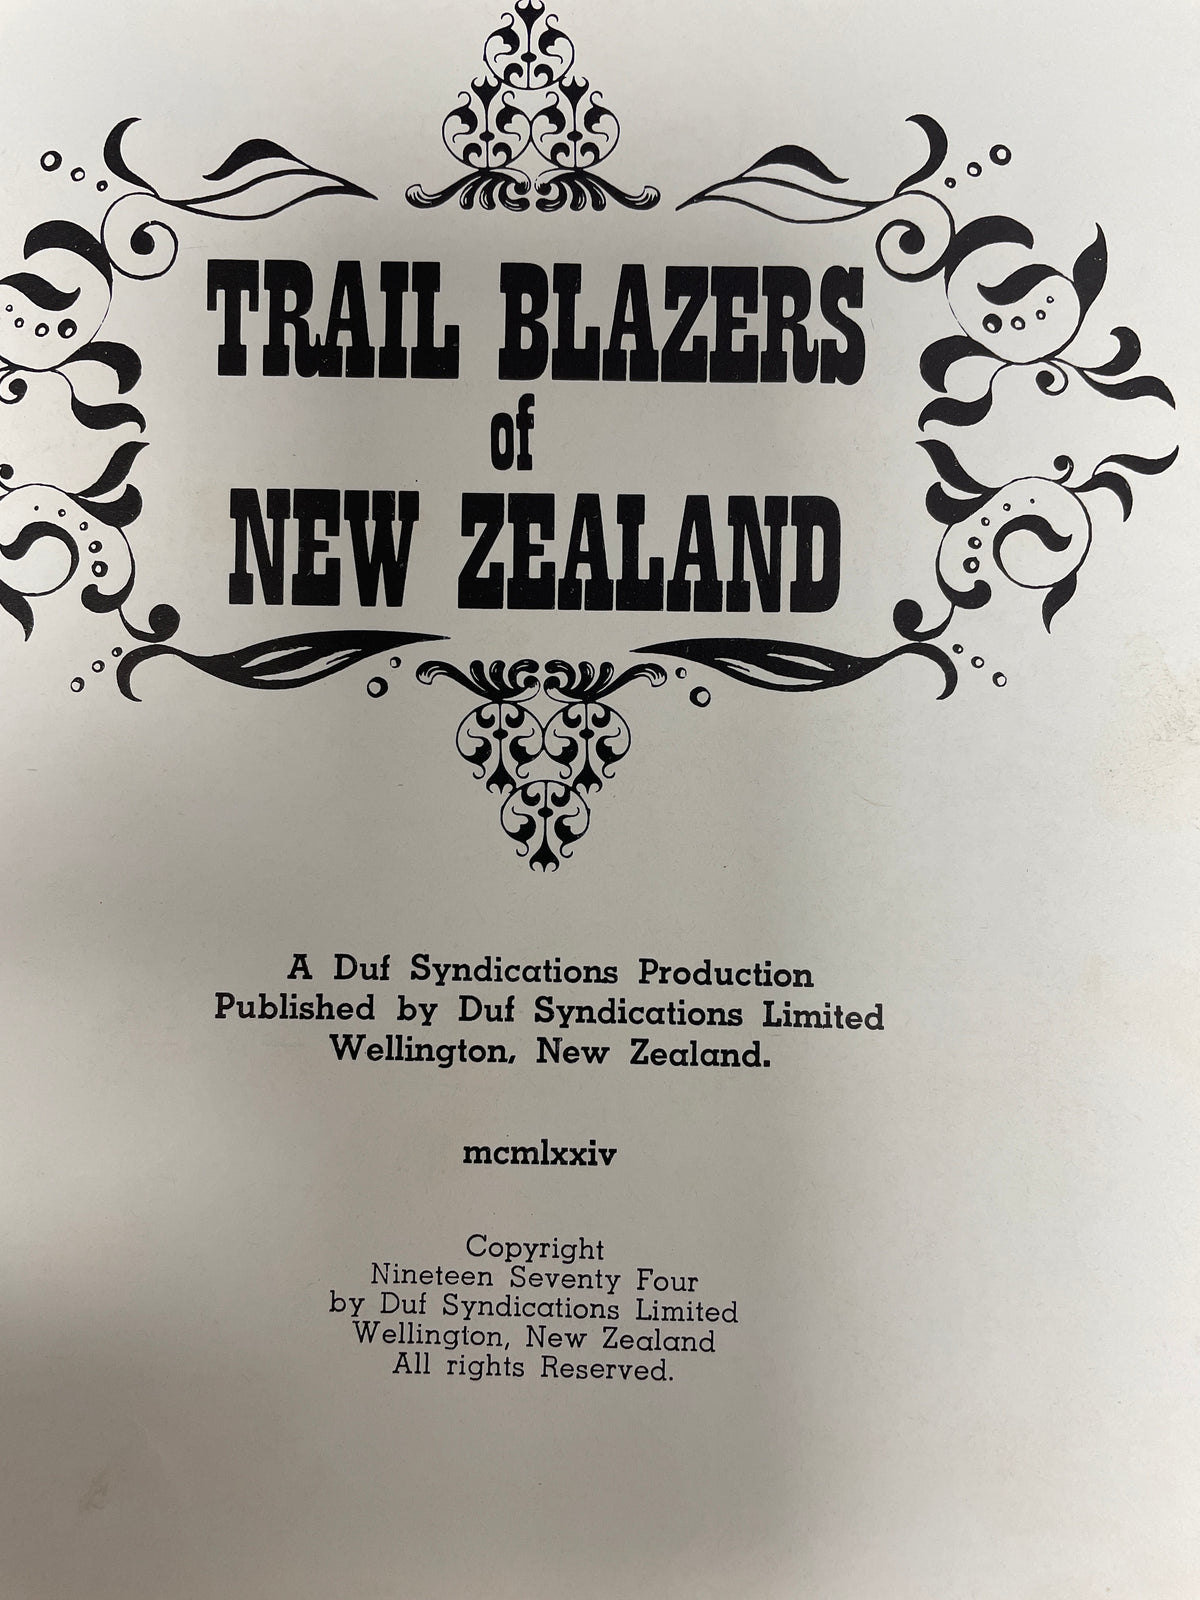 TRAIL BLAZERS
of
NEW ZEALAND
A Duf Syndications Production
Published by Duf Syndications Limited
Wellington, New Zealand.
mcmlxxiv
Copyright
Nineteen Seventy Four
by Duf Syndications Limited
Wellington, New Zealand
All rights Reserved.